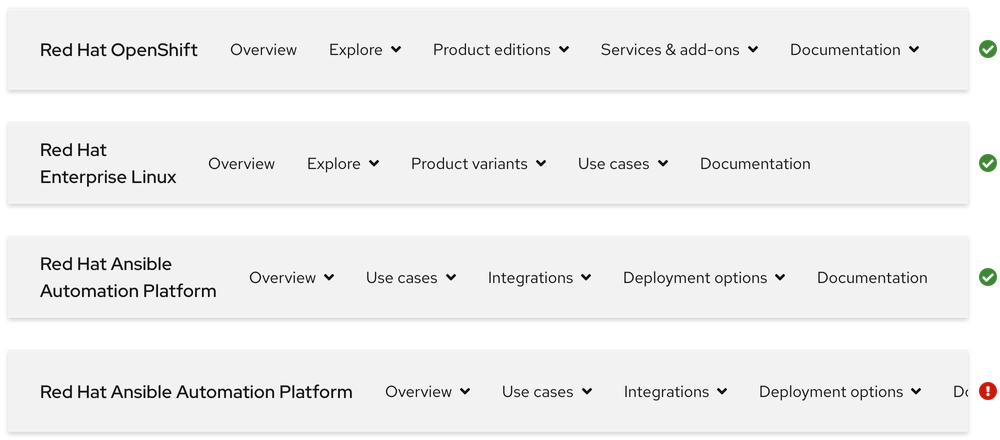 Red Hat OpenShift Overview Explore Product editions Services & add-ons Documentation
Red Hat
Enterprise Linux
Overview Explore Product variants Use cases Documentation
Red Hat Ansible
Automation Platform
Overview Use cases Integrations Deployment options Documentation
Red Hat Ansible Automation Platform Overview Use cases Integrations Deployment options